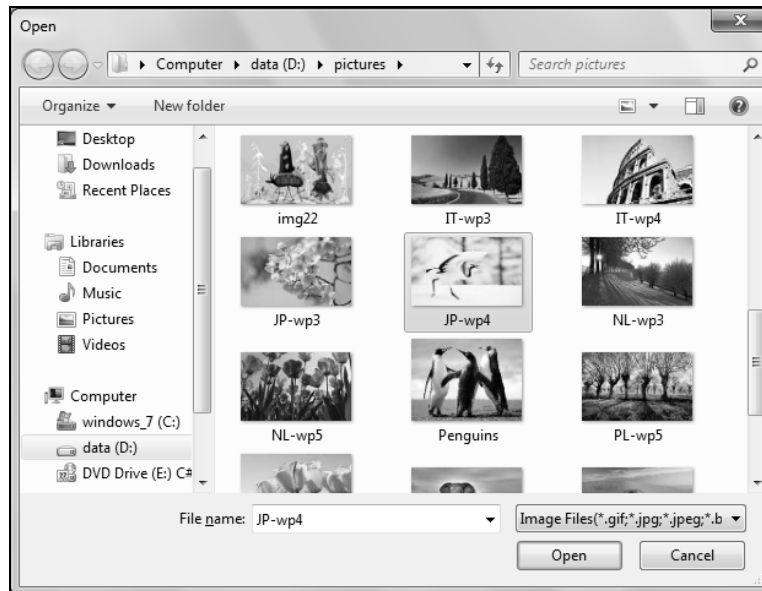 Open
Computer data (D:) pictures
Search pictures
Organize
New folder
Desktop
Downloads
Recent Places
Libraries
Documents
Music
Pictures
Videos
Computer
windows_7 (C:)
data (D:)
DVD Drive (E:) C#
img22
IT-wp3
IT-wp4
JP-wp3
JP-wp4
NL-wp3
NL-wp5
Penguins
PL-wp5
File name: JP-wp4
Image Files(*.gif;*.jpg;*.jpeg;*.b
Open
Cancel